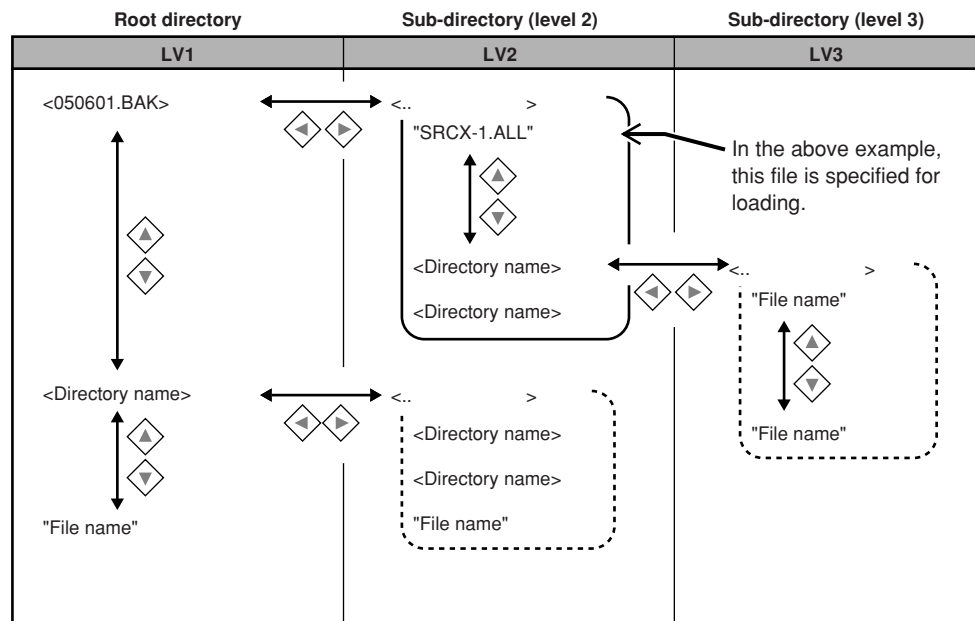 Root directory
Sub-directory (level 2)
Sub-directory (level 3)
LV1
LV2
LV3
<050601.BAK>
<.. >
"SRCX-1.ALL"
In the above example,
this file is specified for
loading.
<Directory name>
<.. >
<Directory name>
"File name"
"File name"
<Directory name>
<.. >
<Directory name>
<Directory name>
"File name"
"File name"